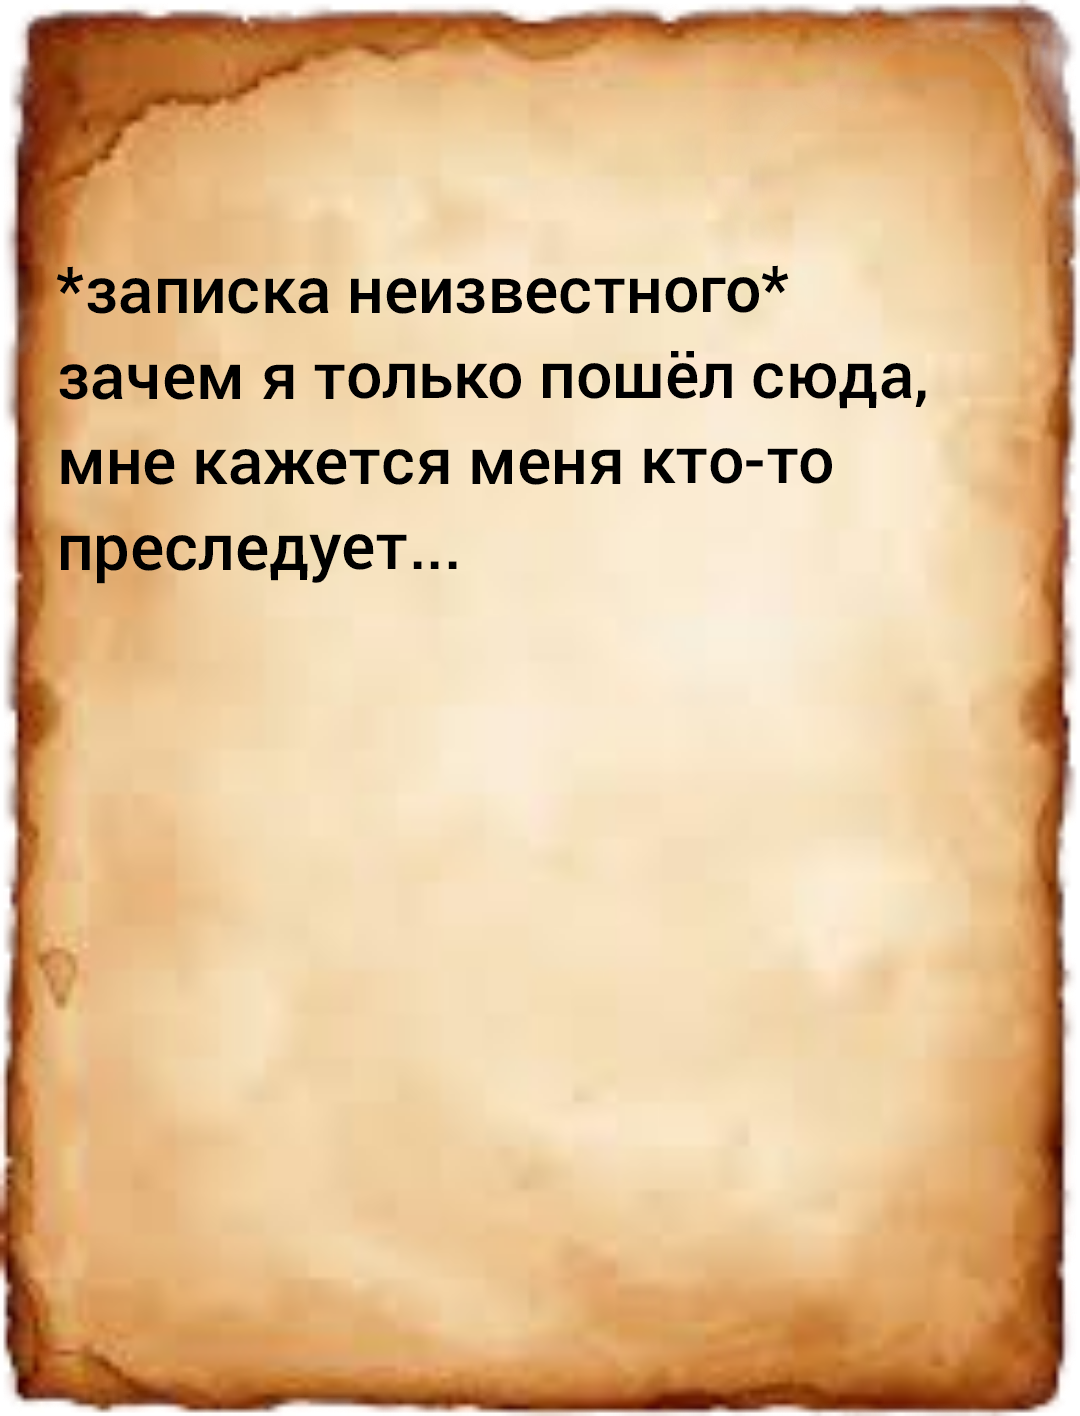 *записка неизвестного*
зачем я только пошёл сюда,
мне кажется меня кто-то
преследует...